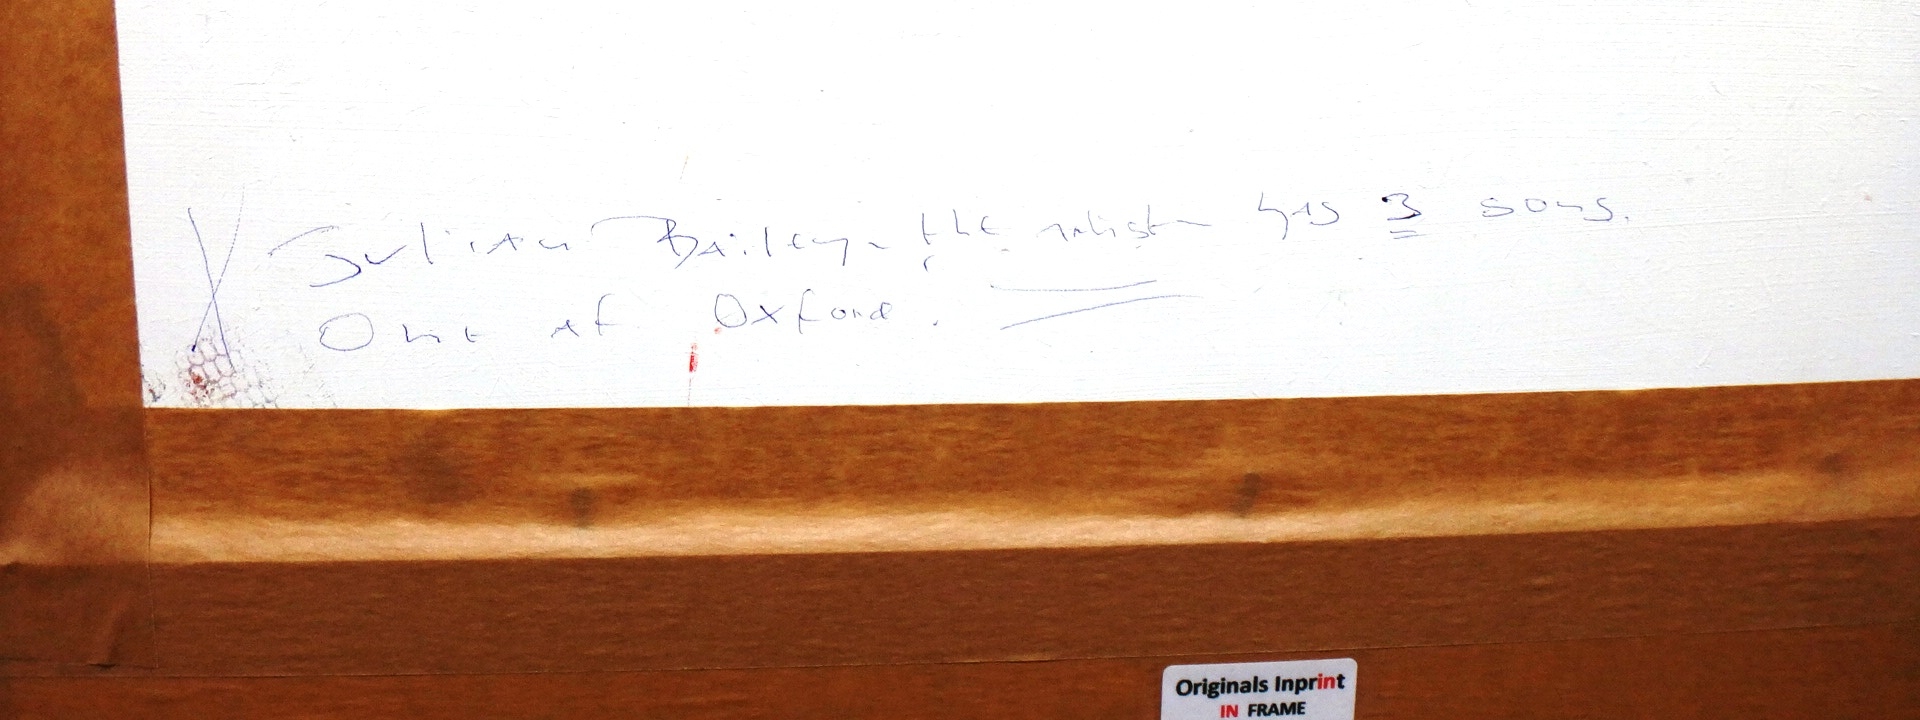 X Julian Bailey - the artist has 3 sons.
One at Oxford.
Originals Inprint
IN FRAME